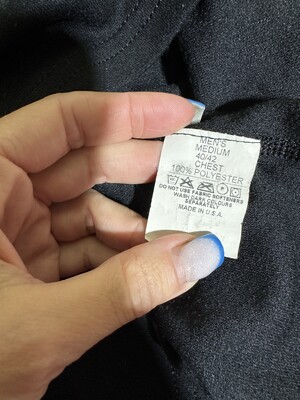 MEN'S
MEDIUM
40/42
CHEST
100% POLYESTER
DO NOT USE FABRIC SOFTENERS
WASH DARK COLOURS
SEPARATELY
MADE IN U.S.A.